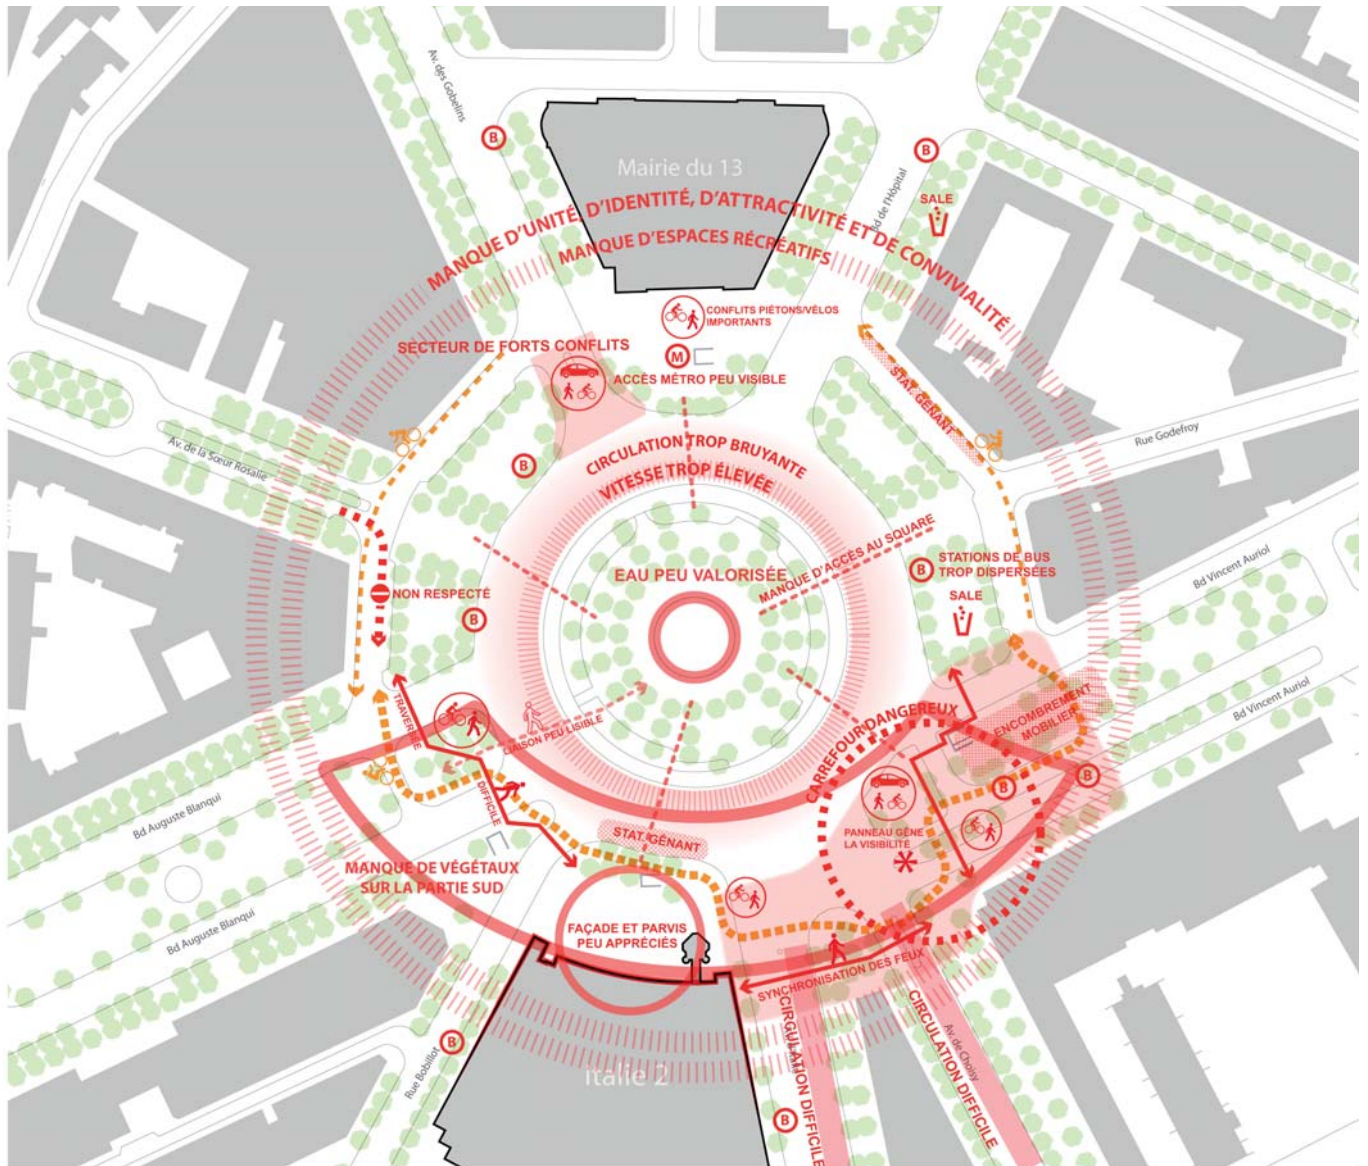 Av. des Gobelins
B
Mairie du 13
B
Bd de l'Hôpital
SALE
MANQUE D'UNITÉ, D'IDENTITÉ, D'ATTRACTIVITÉ ET DE CONVIVIALITÉ
MANQUE D'ESPACES RÉCRÉATIFS
CONFLITS PIÉTONS/VÉLOS
IMPORTANTS
SECTEUR DE FORTS CONFLITS
M
ACCÈS MÉTRO PEU VISIBLE
STAT. GÊNANT
Rue Godefroy
Av. de la Sœur Rosalie
B
CIRCULATION TROP BRUYANTE
VITESSE TROP ÉLEVÉE
MANQUE D'ACCÈS AU SQUARE
EAU PEU VALORISÉE
B
STATIONS DE BUS
TROP DISPERSÉES
SALE
Bd Vincent Auriol
NON RESPECTÉ
B
TRAVERSÉE
DIFFICILE
LIAISON PEU LISIBLE
CARREFOUR DANGEREUX
ENCOMBREMENT
MOBILIER
Bd Vincent Auriol
B
B
Bd Auguste Blanqui
STAT. GÊNANT
PANNEAU GÊNE
LA VISIBILITÉ
MANQUE DE VÉGÉTAUX
SUR LA PARTIE SUD
Bd Auguste Blanqui
FAÇADE ET PARVIS
PEU APPRÉCIÉS
SYNCHRONISATION DES FEUX
CIRCULATION DIFFICILE
CIRCULATION DIFFICILE
Av. de Choisy
Rue Bobillot
B
Italie 2
B